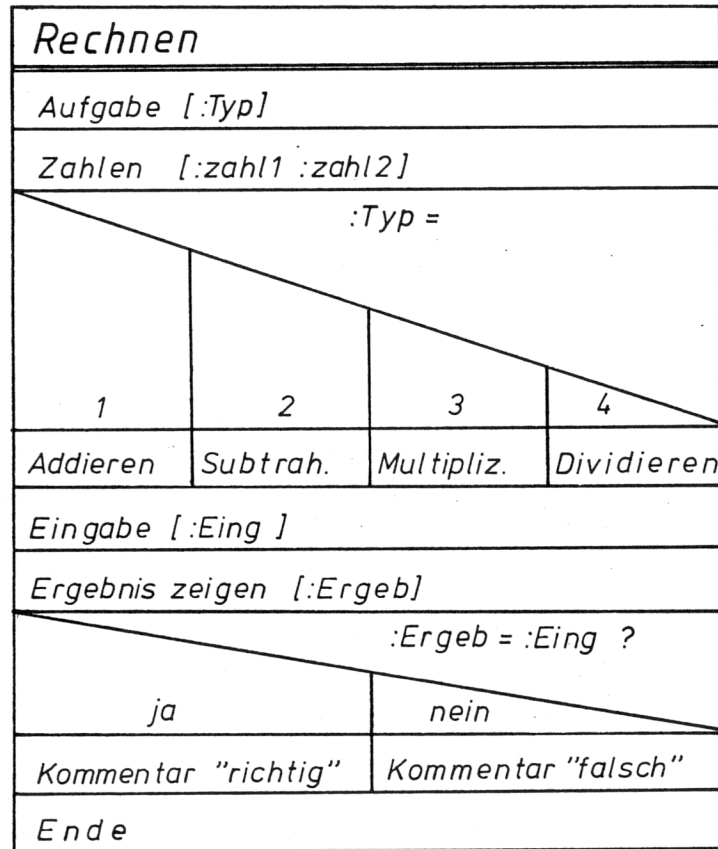 Rechnen
Aufgabe [:Typ]
Zahlen [:zahl1 :zahl2]
:Typ =
1 2 3 4
Addieren Subtrah. Multipliz. Dividieren
Eingabe [:Eing ]
Ergebnis zeigen [:Ergeb]
:Ergeb = :Eing ?
ja nein
Kommentar "richtig" Kommentar "falsch"
Ende